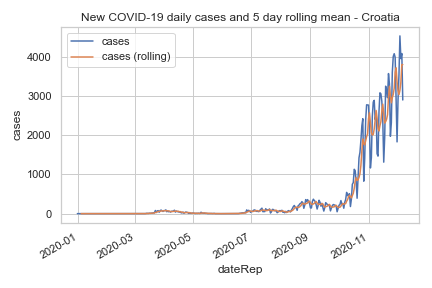 New COVID-19 daily cases and 5 day rolling mean - Croatia
cases
cases (rolling)
4000
3000
2000
1000
0
cases
2020-01
2020-03
2020-05
2020-07
2020-09
2020-11
dateRep